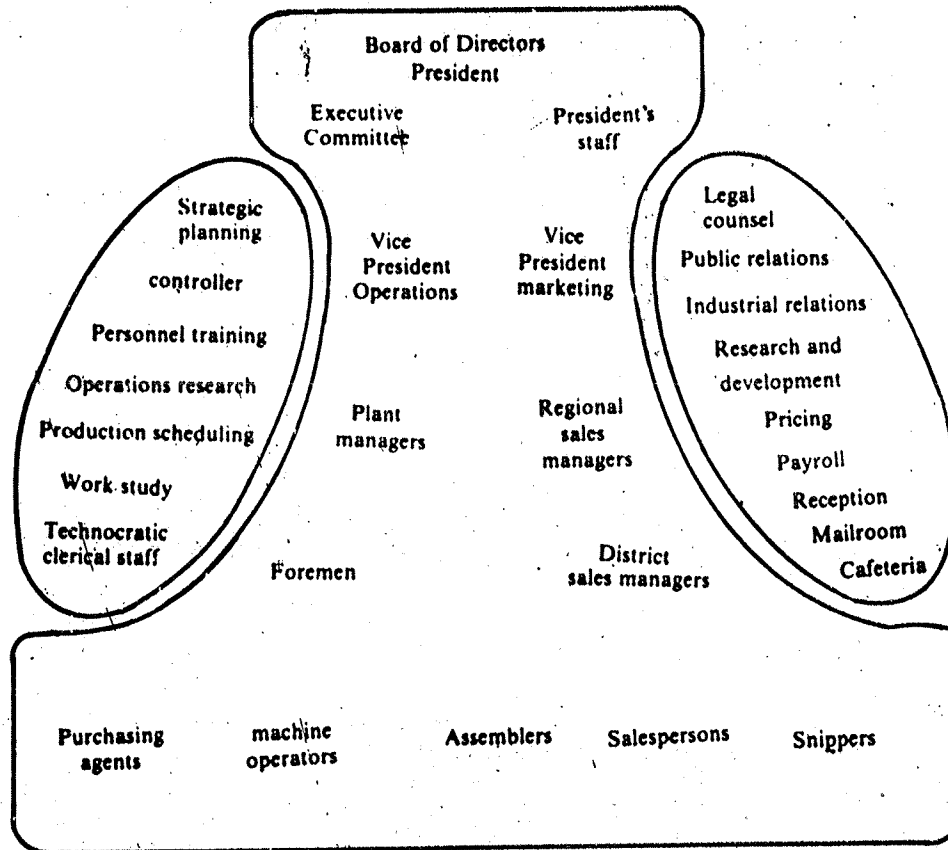 Board of Directors
President
Executive
Committee
President's
staff
Strategic
planning
controller
Personnel training
Operations research
Production scheduling
Work study
Technocratic
clerical staff
Vice
President
Operations
Vice
President
marketing
Plant
managers
Regional
sales
managers
Foremen
District
sales managers
Legal
counsel
Public relations
Industrial relations
Research and
development
Pricing
Payroll
Reception
Mailroom
Cafeteria
Purchasing
agents
machine
operators
Assemblers
Salespersons
Snippers